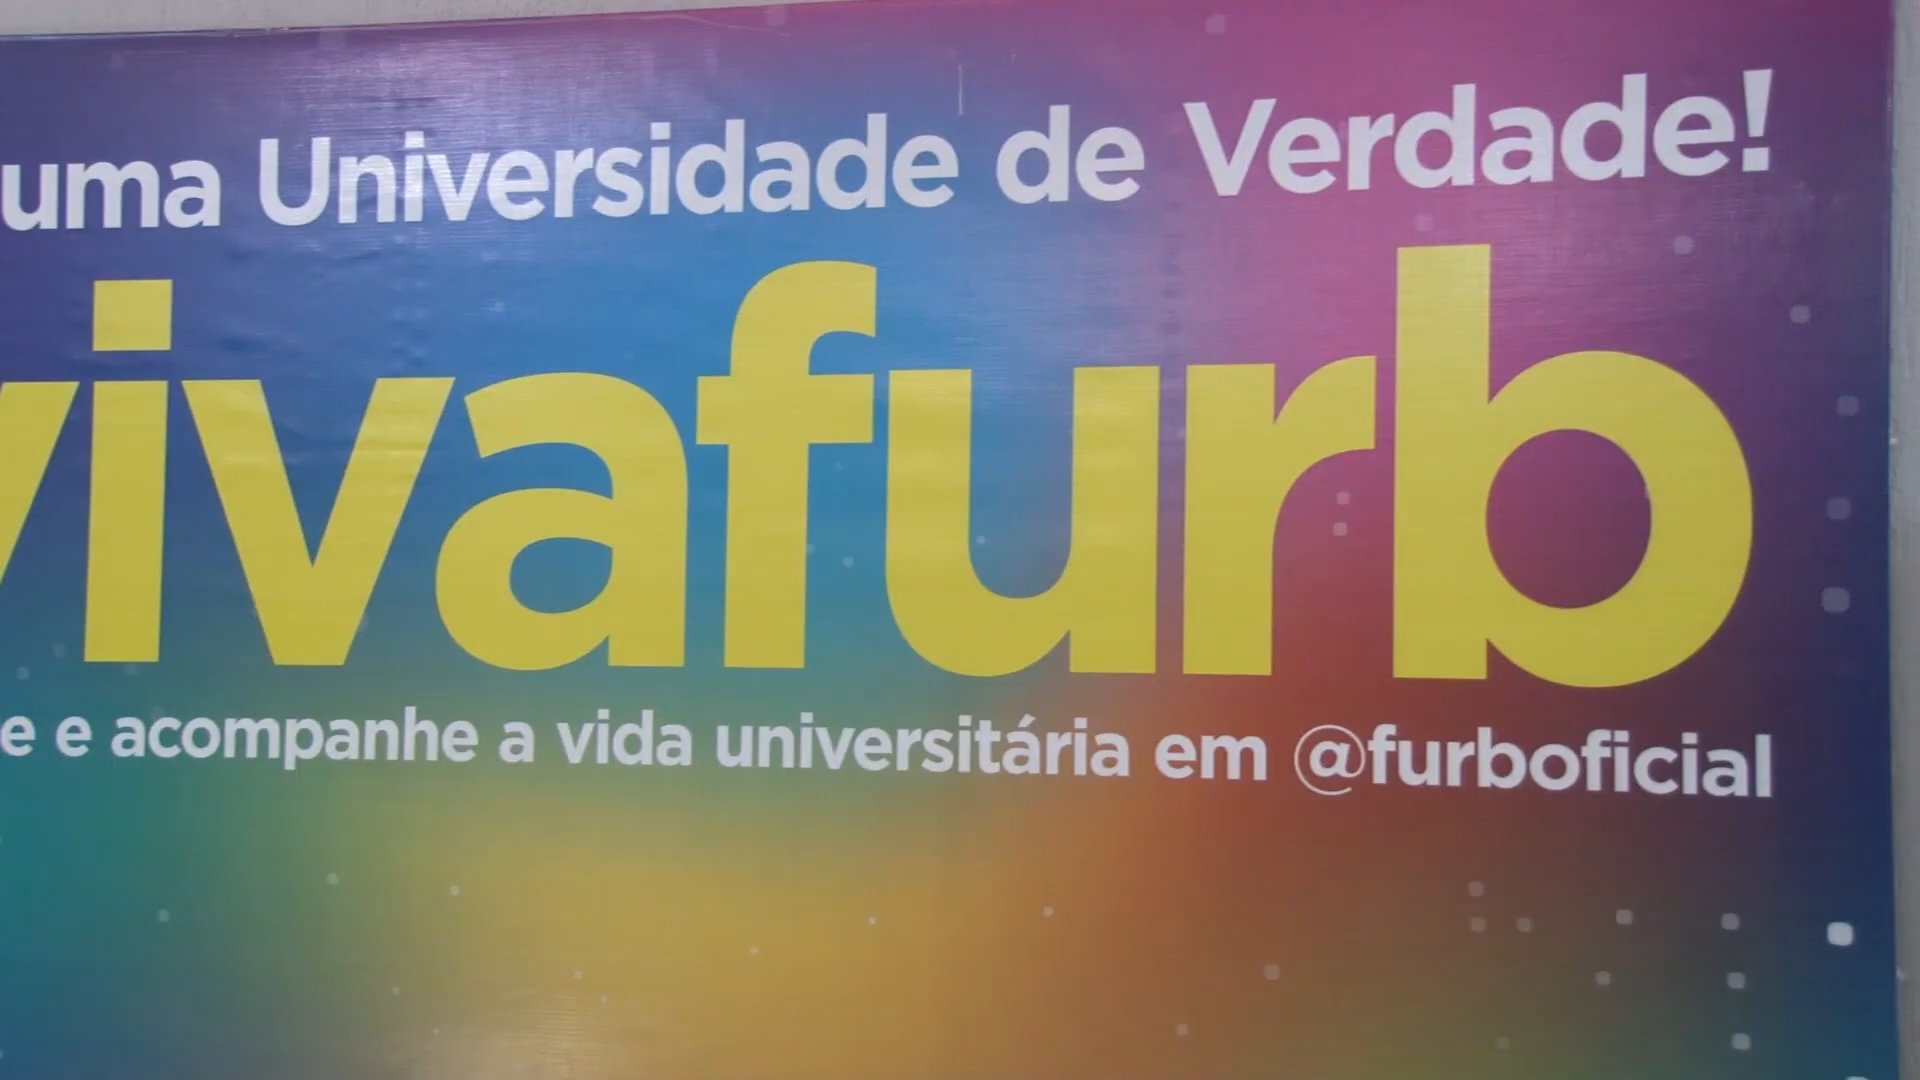 uma Universidade de Verdade!
vivafurb
e e acompanhe a vida universitária em @furboficial